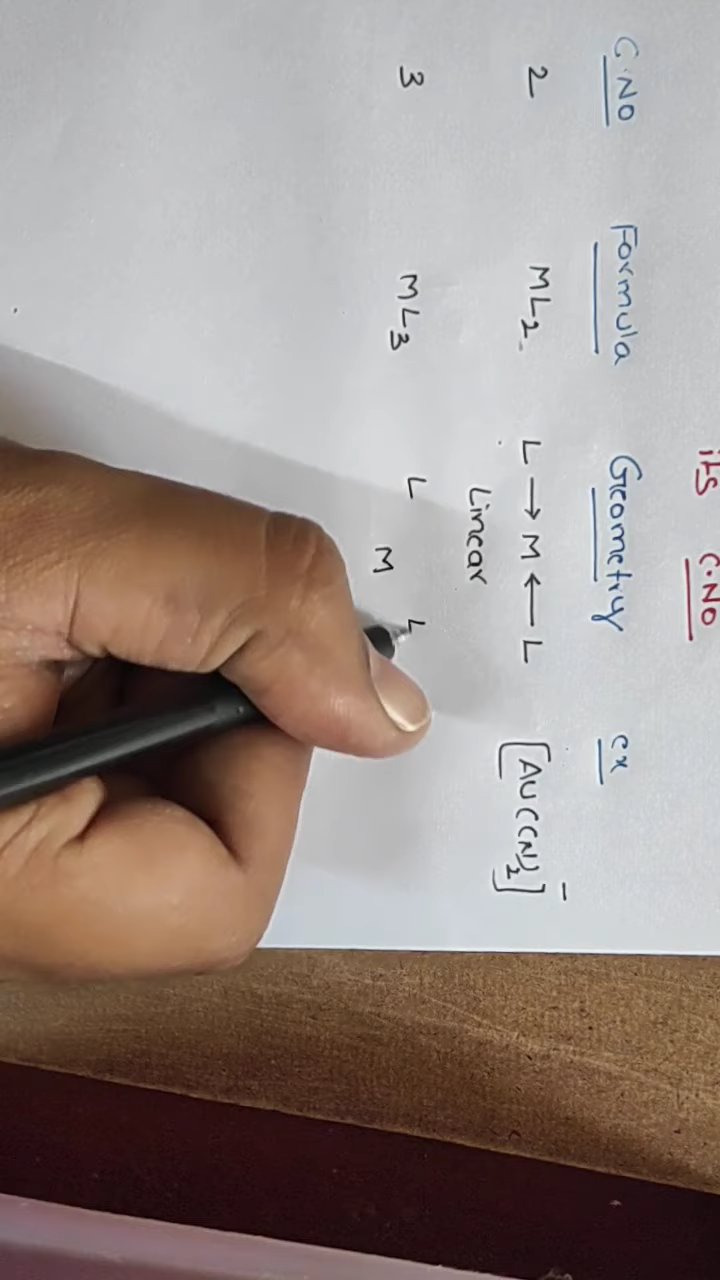 its C.No
C.No Formula Geometry ex
2 ML2 L → M ← L [Au(CN)2]-
Linear
3 ML3 L L
M